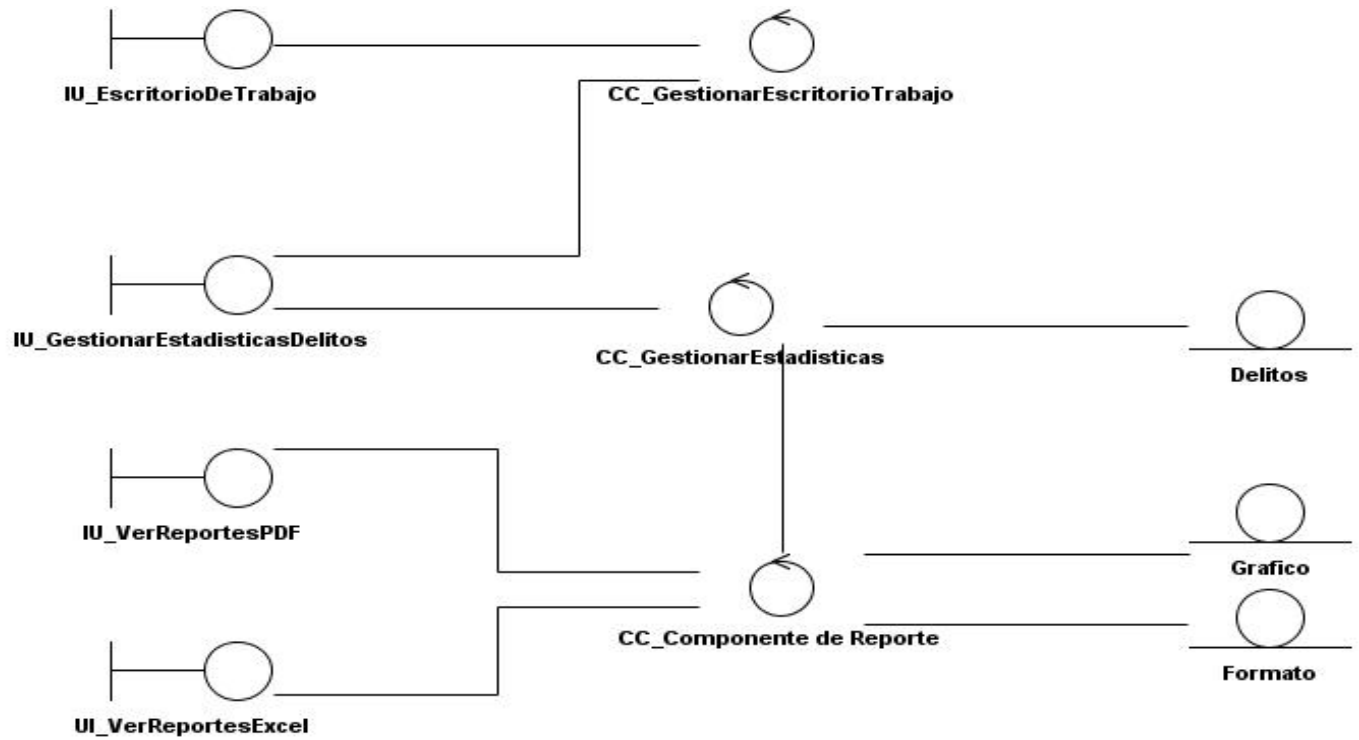 IU_EscritorioDeTrabajo
CC_GestionarEscritorioTrabajo
IU_GestionarEstadisticasDelitos
CC_GestionarEstadisticas
Delitos
IU_VerReportesPDF
Grafico
CC_Componente de Reporte
Formato
UI_VerReportesExcel